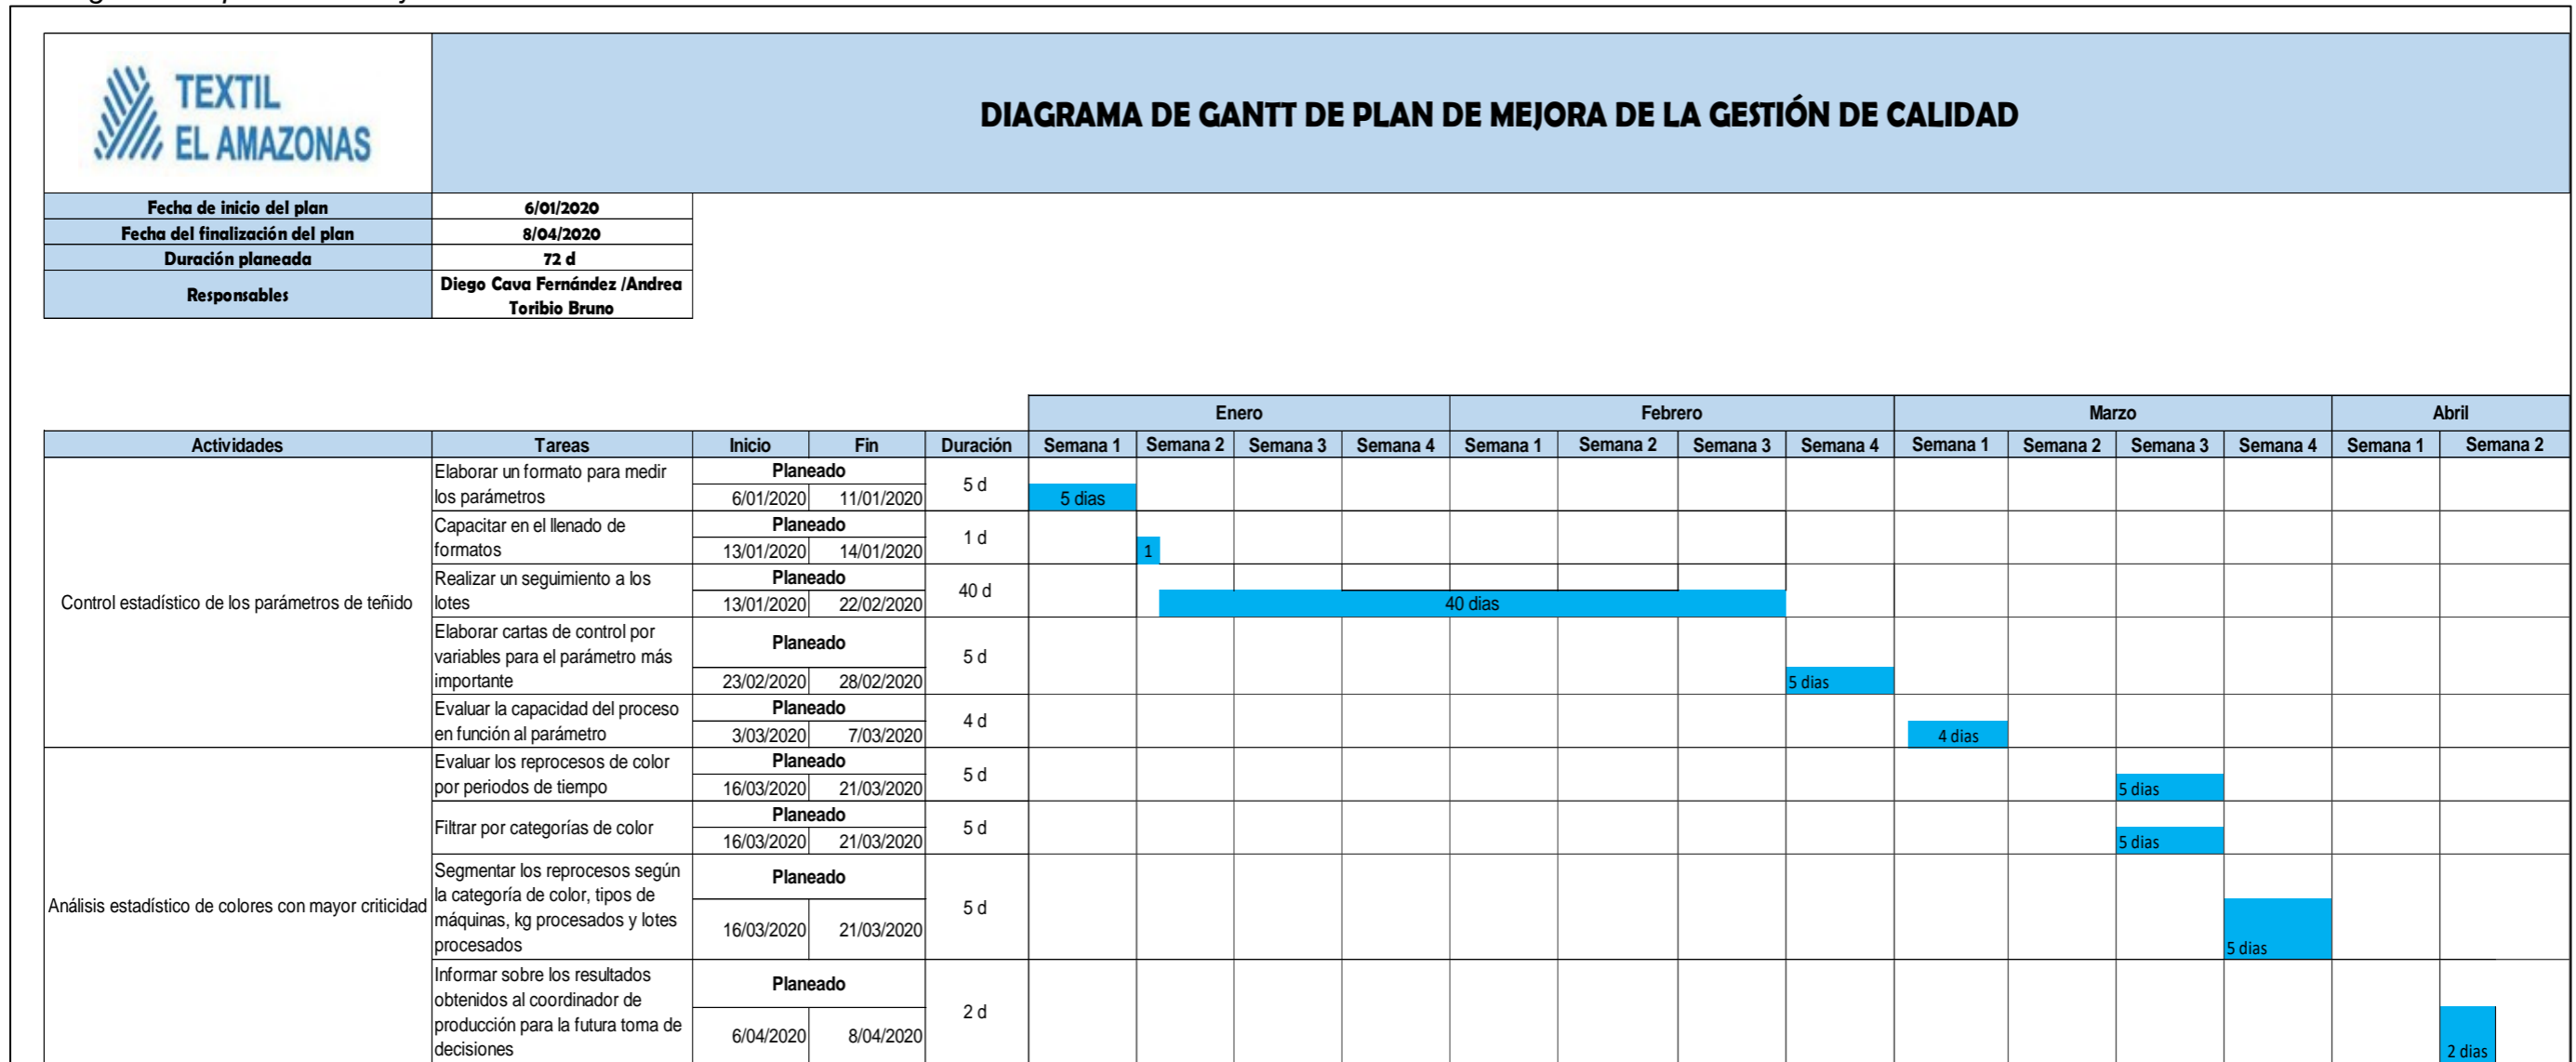 TEXTIL
EL AMAZONAS
DIAGRAMA DE GANTT DE PLAN DE MEJORA DE LA GESTIÓN DE CALIDAD
Fecha de inicio del plan 6/01/2020
Fecha del finalización del plan 8/04/2020
Duración planeada 72 d
Responsables Diego Cava Fernández /Andrea
Toribio Bruno
Enero Febrero Marzo Abril
Actividades Tareas Inicio Fin Duración Semana 1 Semana 2 Semana 3 Semana 4 Semana 1 Semana 2 Semana 3 Semana 4 Semana 1 Semana 2 Semana 3 Semana 4 Semana 1 Semana 2
Control estadístico de los parámetros de teñido
Elaborar un formato para medir
los parámetros
Planeado
6/01/2020 11/01/2020
5 d
5 dias
Capacitar en el llenado de
formatos
Planeado
13/01/2020 14/01/2020
1 d
1
Realizar un seguimiento a los
lotes
Planeado
13/01/2020 22/02/2020
40 d
40 dias
Elaborar cartas de control por
variables para el parámetro más
importante
Planeado
23/02/2020 28/02/2020
5 d
5 dias
Evaluar la capacidad del proceso
en función al parámetro
Planeado
3/03/2020 7/03/2020
4 d
4 dias
Análisis estadístico de colores con mayor criticidad
Evaluar los reprocesos de color
por periodos de tiempo
Planeado
16/03/2020 21/03/2020
5 d
5 dias
Filtrar por categorías de color
Planeado
16/03/2020 21/03/2020
5 d
5 dias
Segmentar los reprocesos según
la categoría de color, tipos de
máquinas, kg procesados y lotes
procesados
Planeado
16/03/2020 21/03/2020
5 d
5 dias
Informar sobre los resultados
obtenidos al coordinador de
producción para la futura toma de
decisiones
Planeado
6/04/2020 8/04/2020
2 d
2 dias